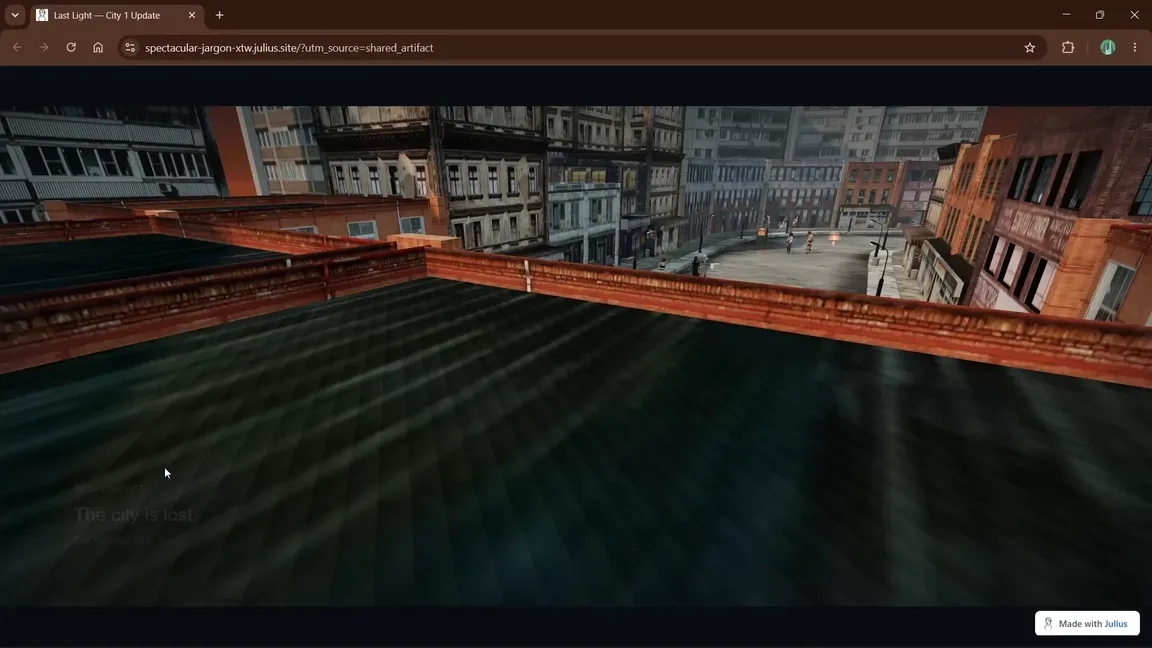 Last Light — City 1 Update
spectacular-jargon-xtw.julius.site/?utm_source=shared_artifact
The city is lost.
Made with Julius